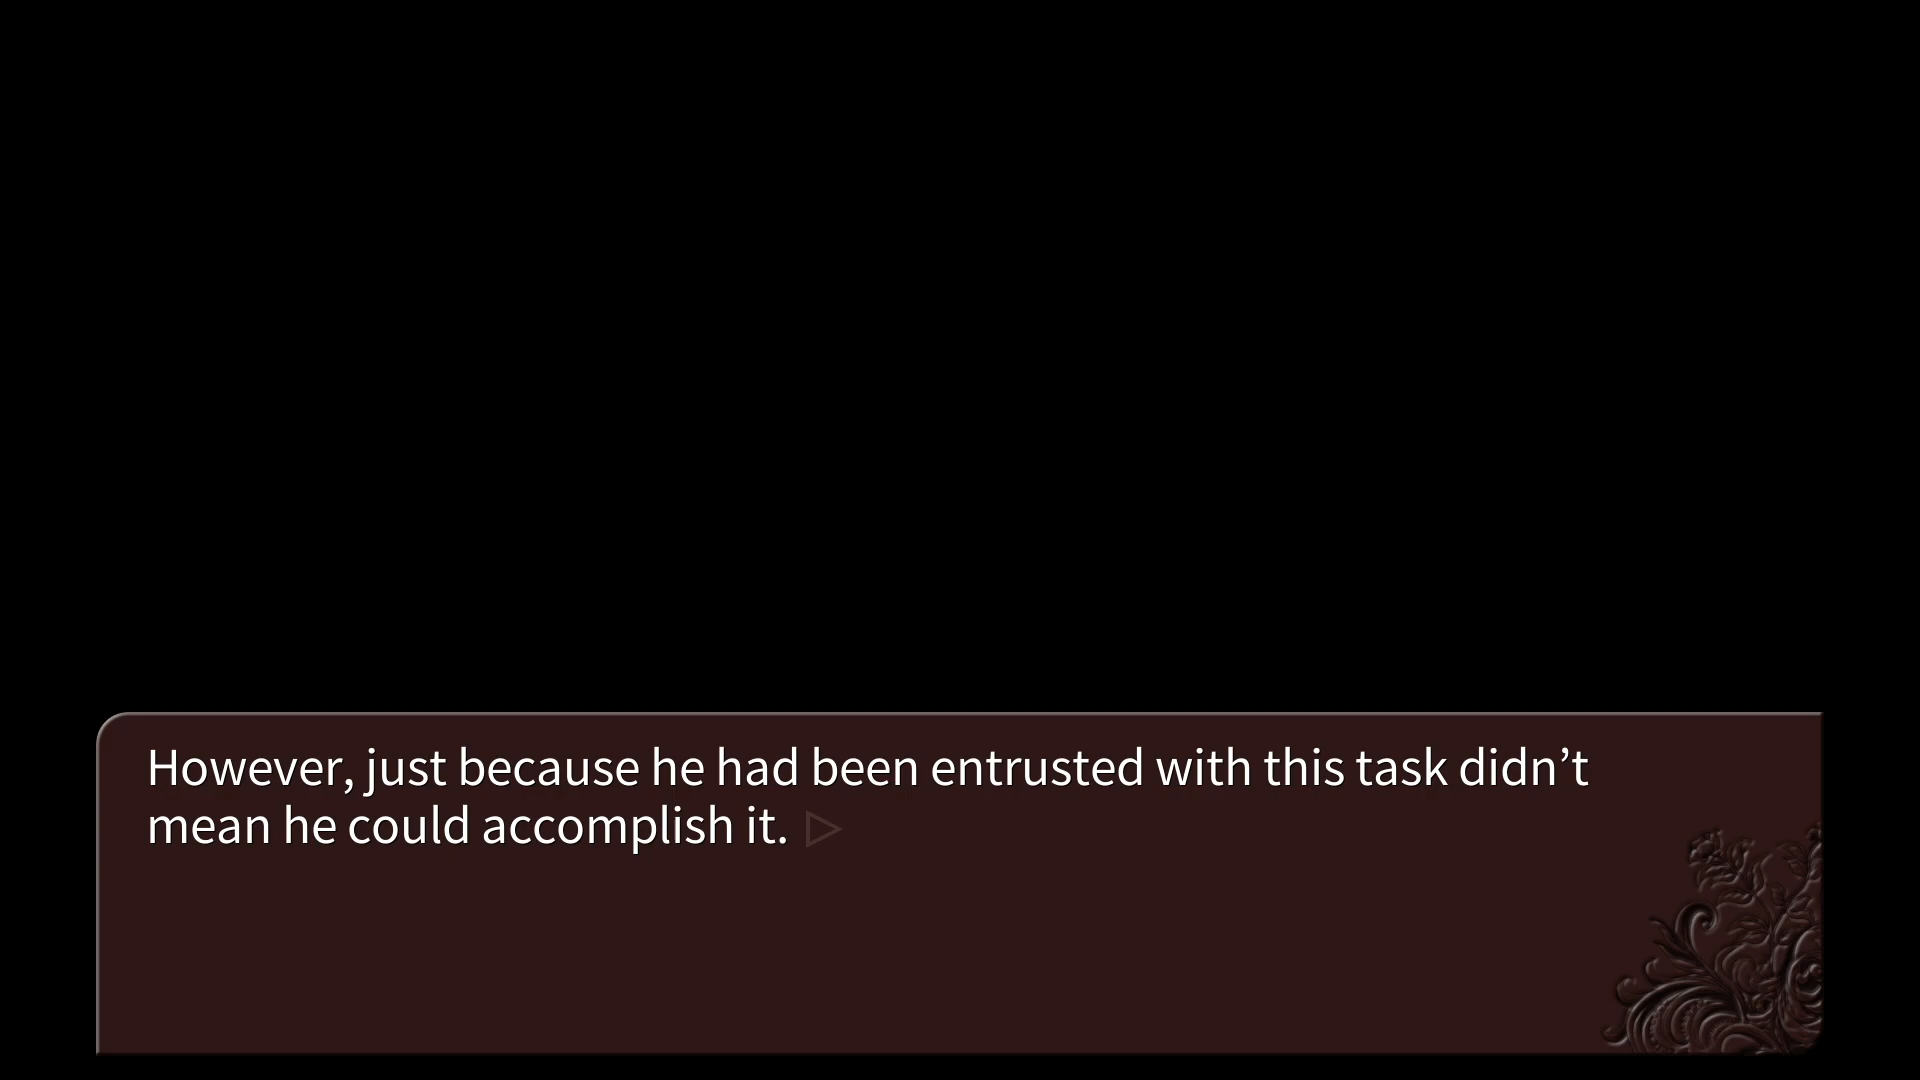 However, just because he had been entrusted with this task didn’t
mean he could accomplish it.